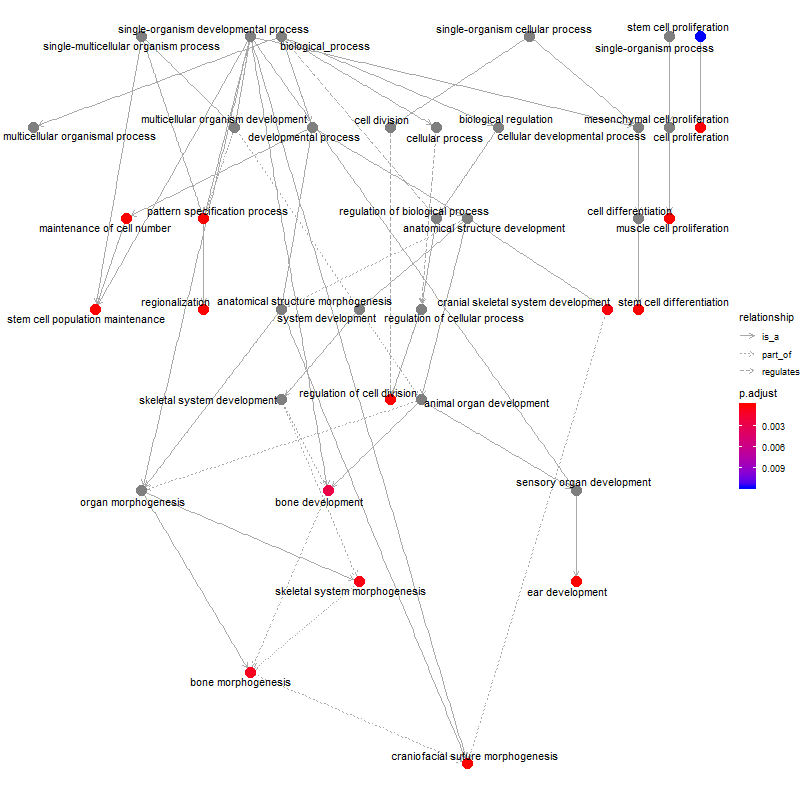 stem cell proliferation
single-organism developmental process
single-organism cellular process
single-multicellular organism process
biological_process
single-organism process
multicellular organism development
cell division
biological regulation
mesenchymal cell proliferation
multicellular organismal process
developmental process
cellular process
cellular developmental process
cell proliferation
pattern specification process
regulation of biological process
cell differentiation
maintenance of cell number
anatomical structure development
muscle cell proliferation
regionalization
anatomical structure morphogenesis
cranial skeletal system development
stem cell differentiation
stem cell population maintenance
system development
regulation of cellular process
skeletal system development
regulation of cell division
animal organ development
organ morphogenesis
bone development
sensory organ development
skeletal system morphogenesis
ear development
bone morphogenesis
craniofacial suture morphogenesis
relationship
is_a
part_of
regulates
p.adjust
0.003
0.006
0.009